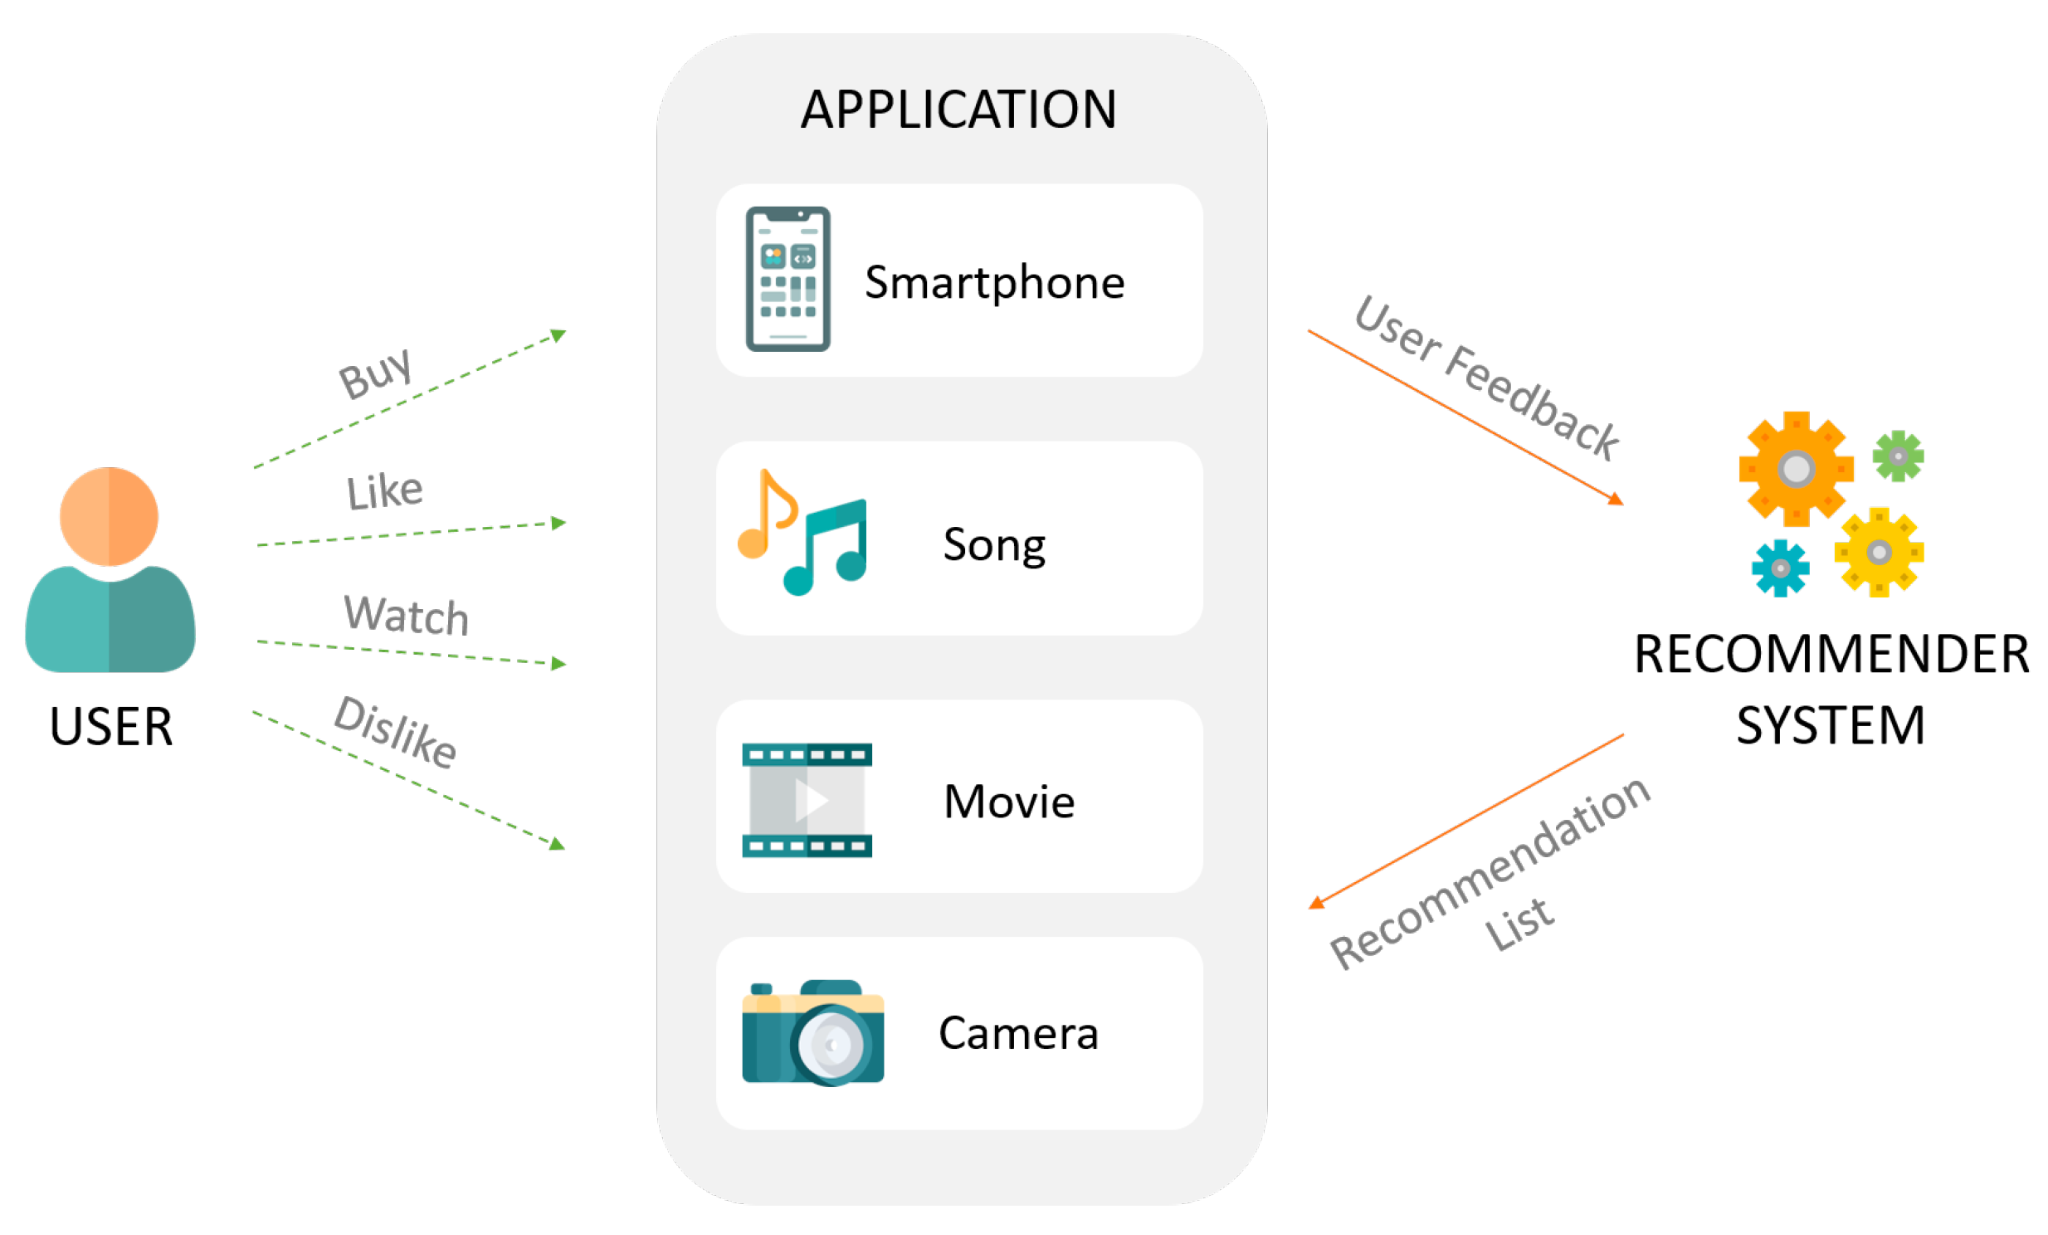 APPLICATION
Smartphone
Buy
Like
Watch
Dislike
USER
Song
Movie
Camera
User Feedback
RECOMMENDER
SYSTEM
Recommendation
List